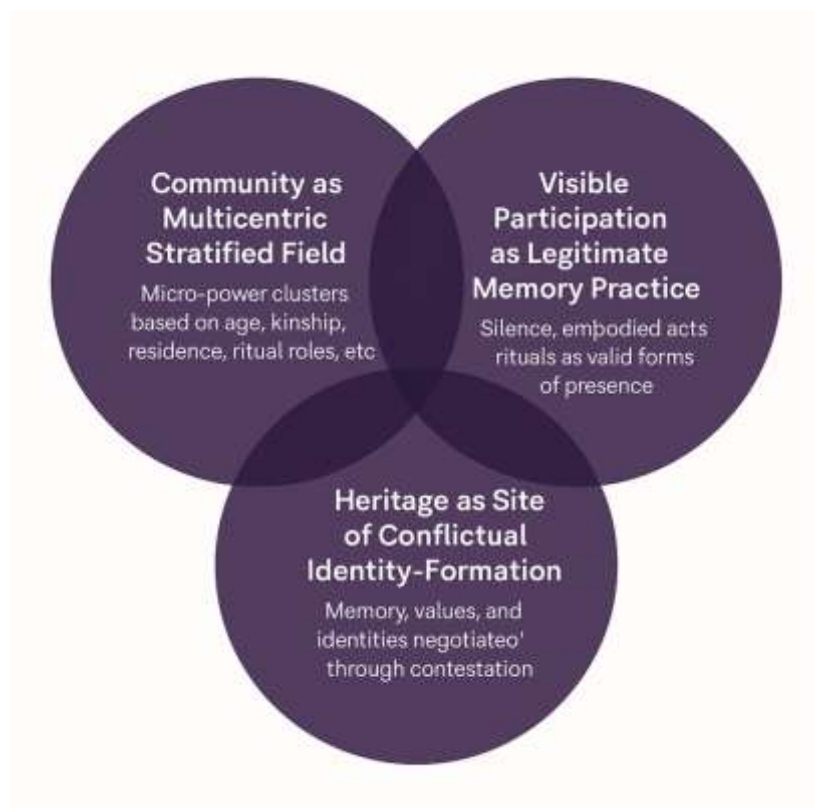 Community as
Multicentric
Stratified Field
Micro-power clusters
based on age, kinship,
residence, ritual roles, etc
Visible
Participation
as Legitimate
Memory Practice
Silence, emþodied acts
rituals as valid forms
of presence
Heritage as Site
of Conflictual
Identity-Formation
Memory, values, and
identities negotiateo'
through contestation